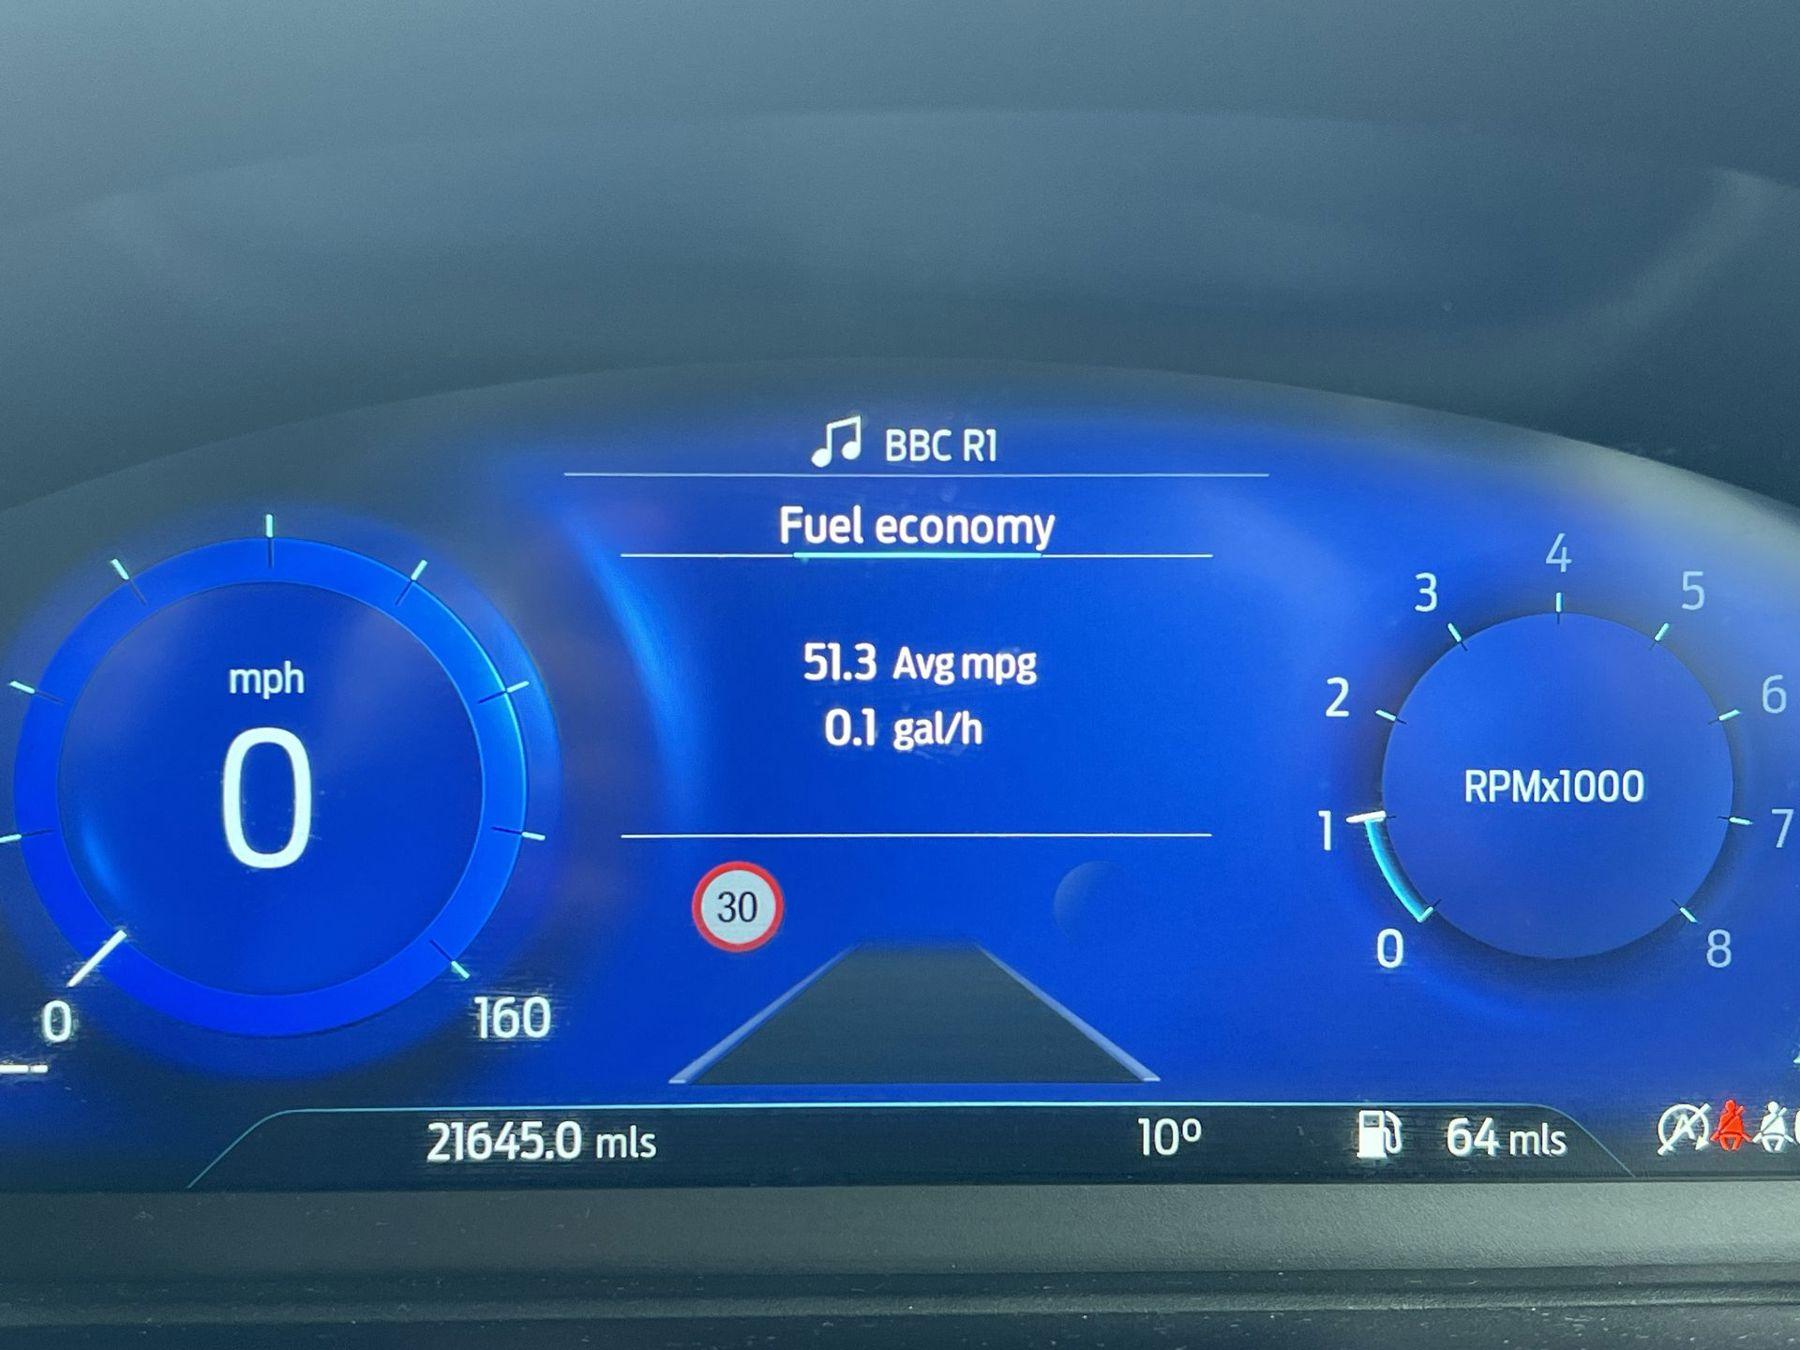 BBC R1
Fuel economy
51.3 Avg mpg
0.1 gal/h
mph
0
0
160
30
RPMx1000
0
1
2
3
4
5
6
7
8
21645.0 mls
10º
64 mls